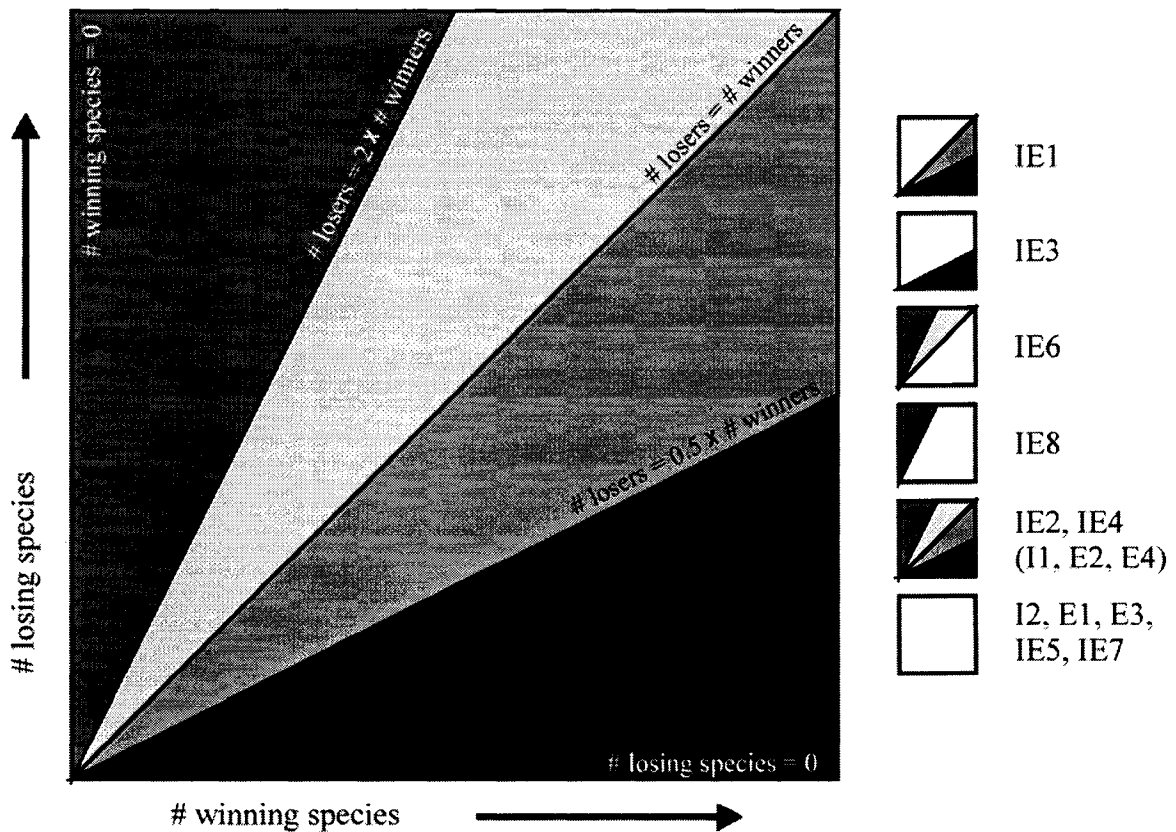 # winning species = 0
# losers = 2 x # winners
# losers = # winners
# losers = 0.5 x # winners
# losing species = 0
# losing species
# winning species
IE1
IE3
IE6
IE8
IE2, IE4
(I1, E2, E4)
I2, E1, E3,
IE5, IE7